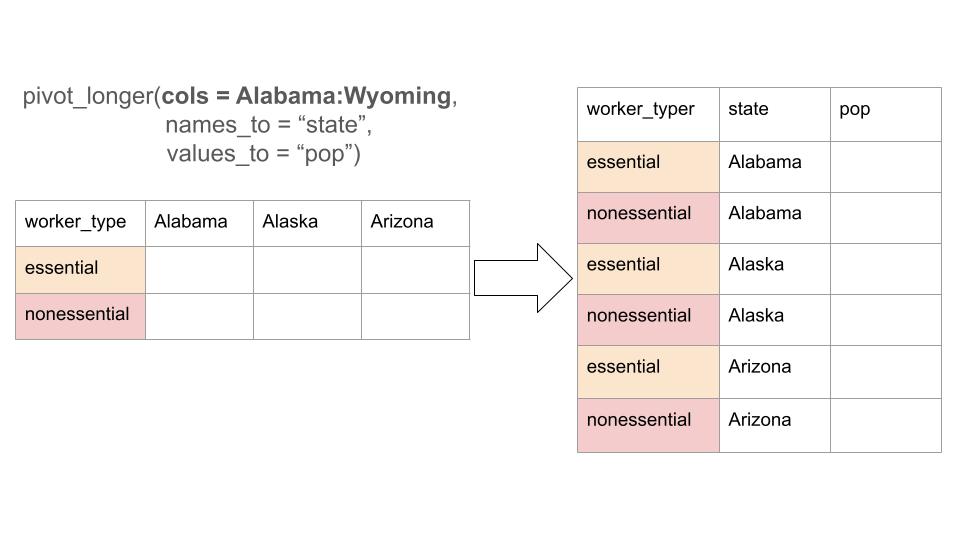 pivot_longer(cols = Alabama:Wyoming,
names_to = “state”,
values_to = “pop”)
worker_type Alabama Alaska Arizona
essential
nonessential
worker_typer state pop
essential Alabama
nonessential Alabama
essential Alaska
nonessential Alaska
essential Arizona
nonessential Arizona